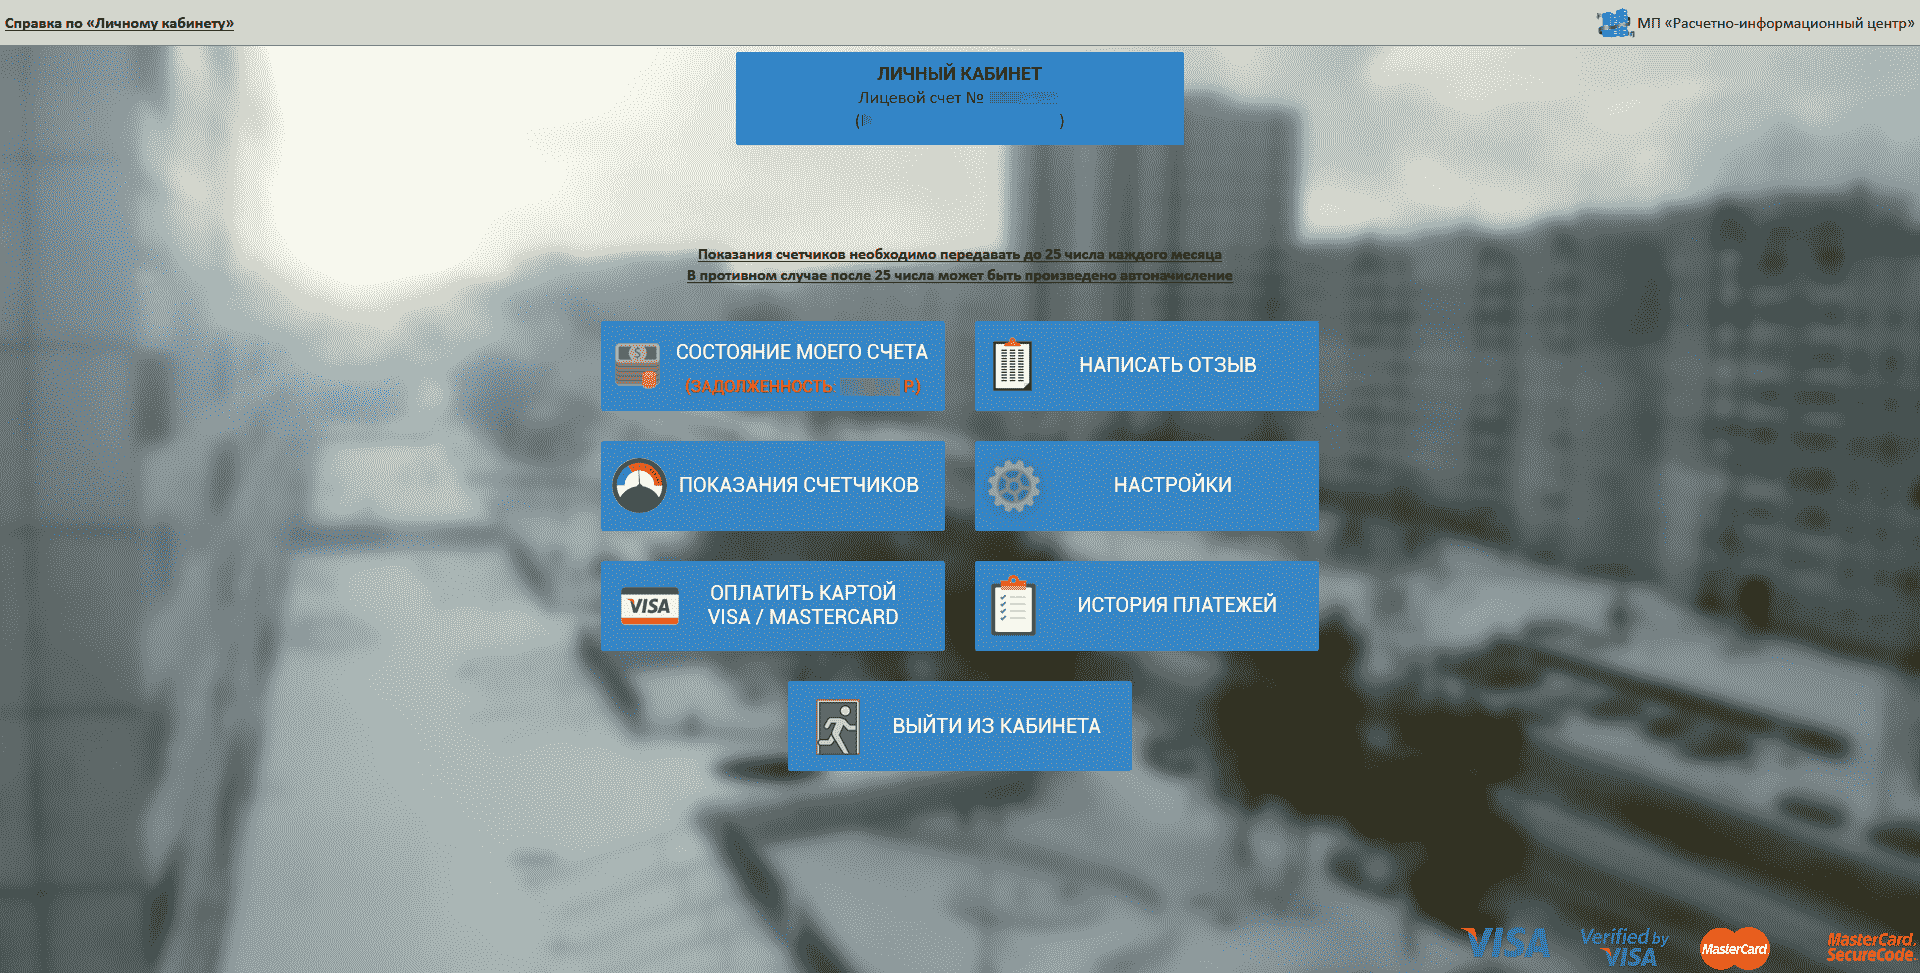 Справка по «Личному кабинету»
МП «Расчетно-информационный центр»
ЛИЧНЫЙ КАБИНЕТ
Лицевой счет №
( )
Показания счетчиков необходимо передавать до 25 числа каждого месяца
В противном случае после 25 числа может быть произведено автоначисление
СОСТОЯНИЕ МОЕГО СЧЕТА
(ЗАДОЛЖЕННОСТЬ: Р)
НАПИСАТЬ ОТЗЫВ
ПОКАЗАНИЯ СЧЕТЧИКОВ
НАСТРОЙКИ
VISA
ОПЛАТИТЬ КАРТОЙ
VISA / MASTERCARD
ИСТОРИЯ ПЛАТЕЖЕЙ
ВЫЙТИ ИЗ КАБИНЕТА
VISA
Verified by
VISA
MasterCard
MasterCard.
SecureCode.